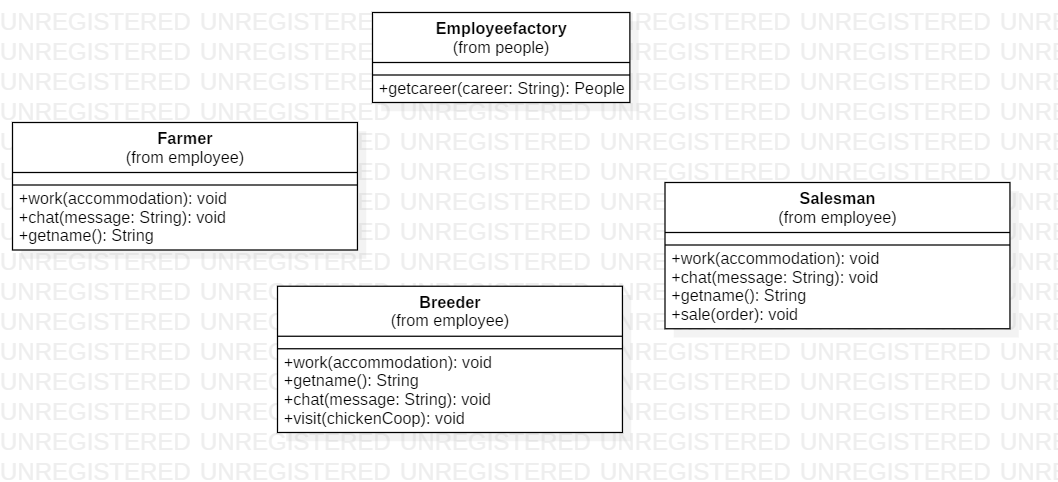 Employeefactory
(from people)
+getcareer(career: String): People
Farmer
(from employee)
+work(accommodation): void
+chat(message: String): void
+getname(): String
Salesman
(from employee)
+work(accommodation): void
+chat(message: String): void
+getname(): String
+sale(order): void
Breeder
(from employee)
+work(accommodation): void
+getname(): String
+chat(message: String): void
+visit(chickenCoop): void
UNREGISTERED